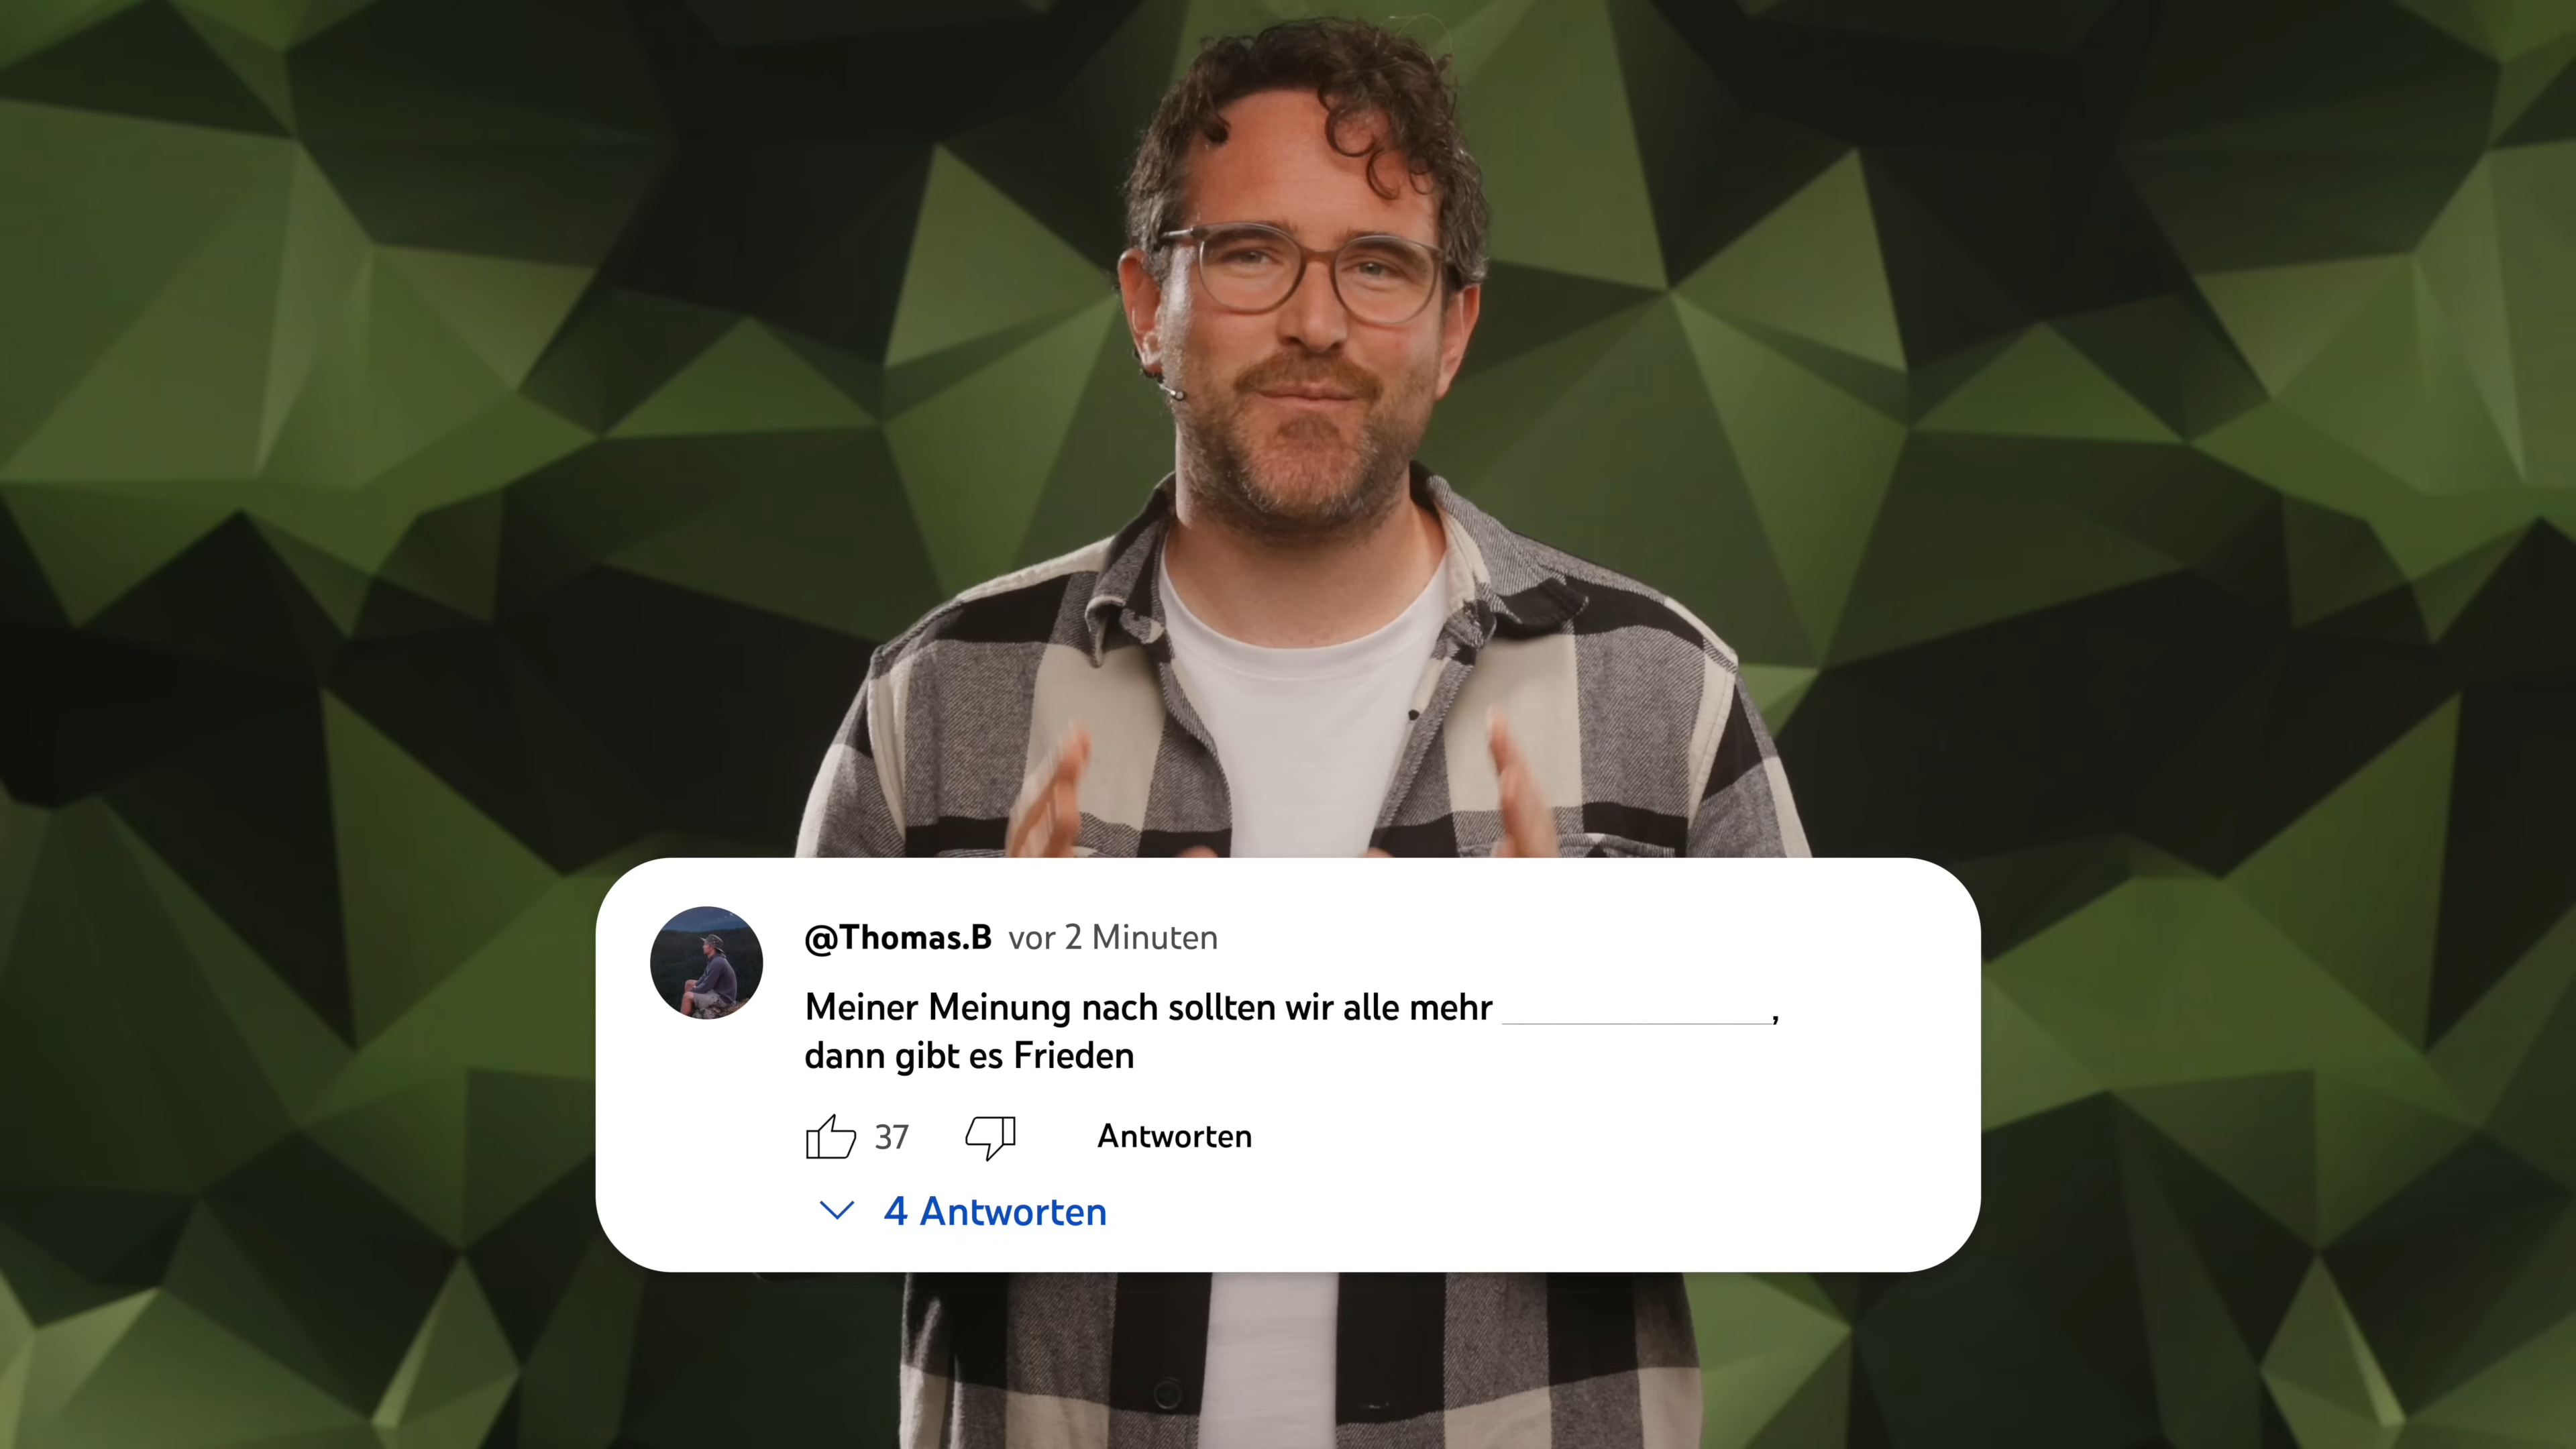 @Thomas.B vor 2 Minuten
Meiner Meinung nach sollten wir alle mehr ______________,
dann gibt es Frieden
37 Antworten
4 Antworten